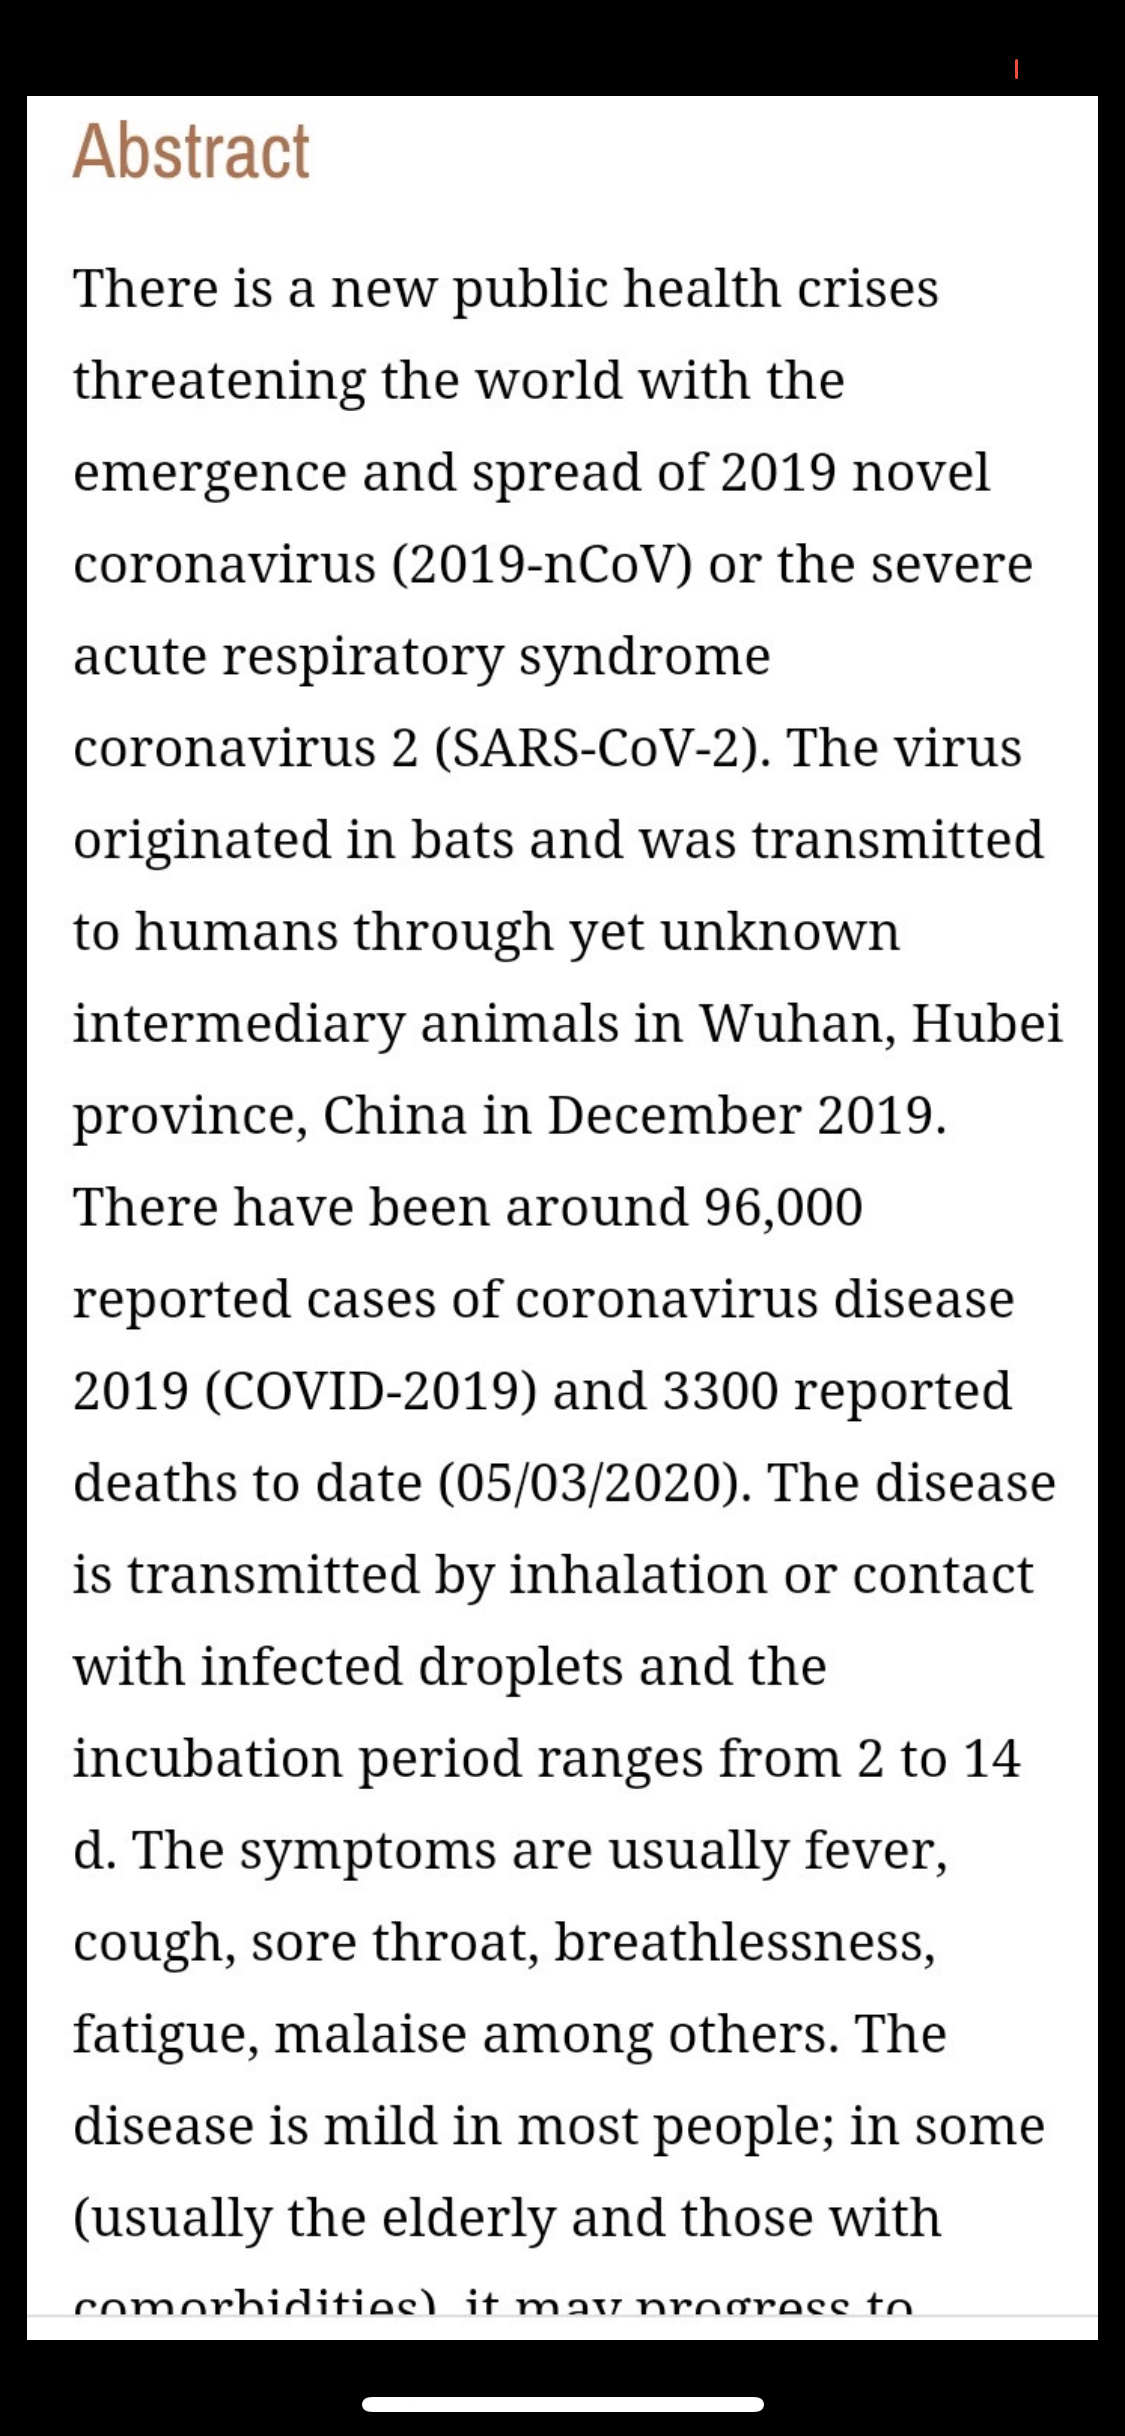 Abstract
There is a new public health crises
threatening the world with the
emergence and spread of 2019 novel
coronavirus (2019-nCoV) or the severe
acute respiratory syndrome
coronavirus 2 (SARS-CoV-2). The virus
originated in bats and was transmitted
to humans through yet unknown
intermediary animals in Wuhan, Hubei
province, China in December 2019.
There have been around 96,000
reported cases of coronavirus disease
2019 (COVID-2019) and 3300 reported
deaths to date (05/03/2020). The disease
is transmitted by inhalation or contact
with infected droplets and the
incubation period ranges from 2 to 14
d. The symptoms are usually fever,
cough, sore throat, breathlessness,
fatigue, malaise among others. The
disease is mild in most people; in some
(usually the elderly and those with
comorbidities), it may progress to